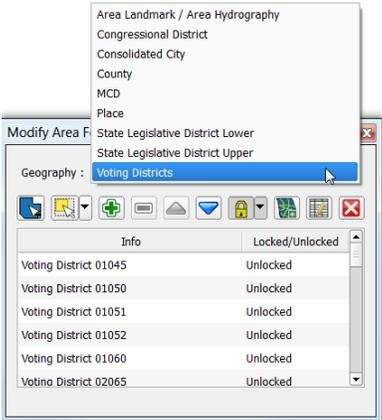 Area Landmark / Area Hydrography
Congressional District
Consolidated City
County
MCD
Place
State Legislative District Lower
State Legislative District Upper
Voting Districts
Modify Area
Geography :
Info Locked/Unlocked
Voting District 01045 Unlocked
Voting District 01050 Unlocked
Voting District 01051 Unlocked
Voting District 01052 Unlocked
Voting District 01060 Unlocked
Voting District 02065 Unlocked